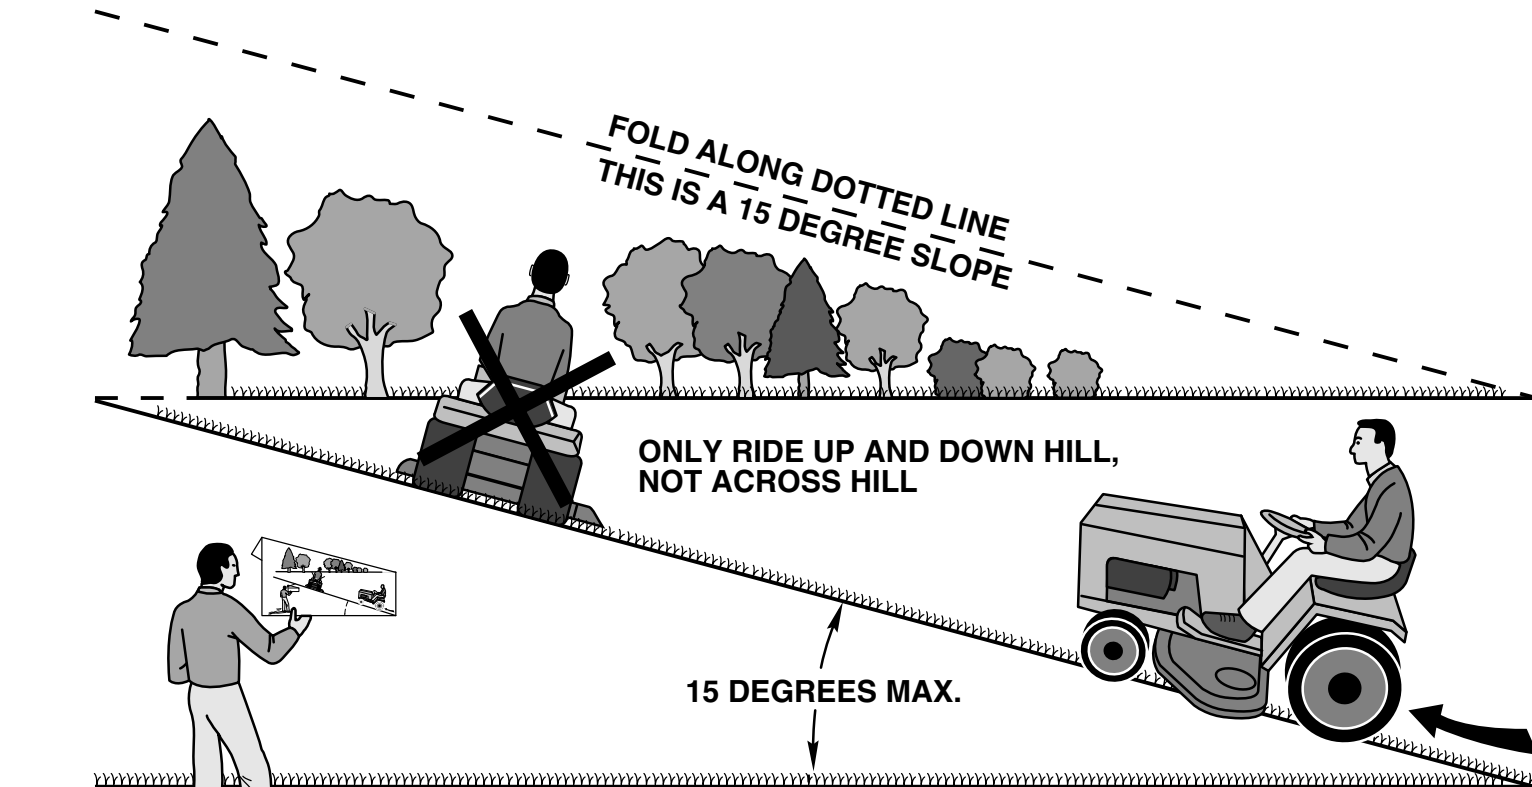 FOLD ALONG DOTTED LINE
THIS IS A 15 DEGREE SLOPE
ONLY RIDE UP AND DOWN HILL,
NOT ACROSS HILL
15 DEGREES MAX.